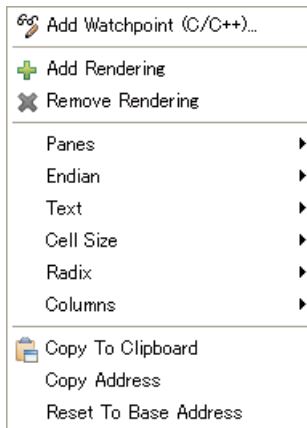 Add Watchpoint (C/C++)...
Add Rendering
Remove Rendering
Panes
Endian
Text
Cell Size
Radix
Columns
Copy To Clipboard
Copy Address
Reset To Base Address